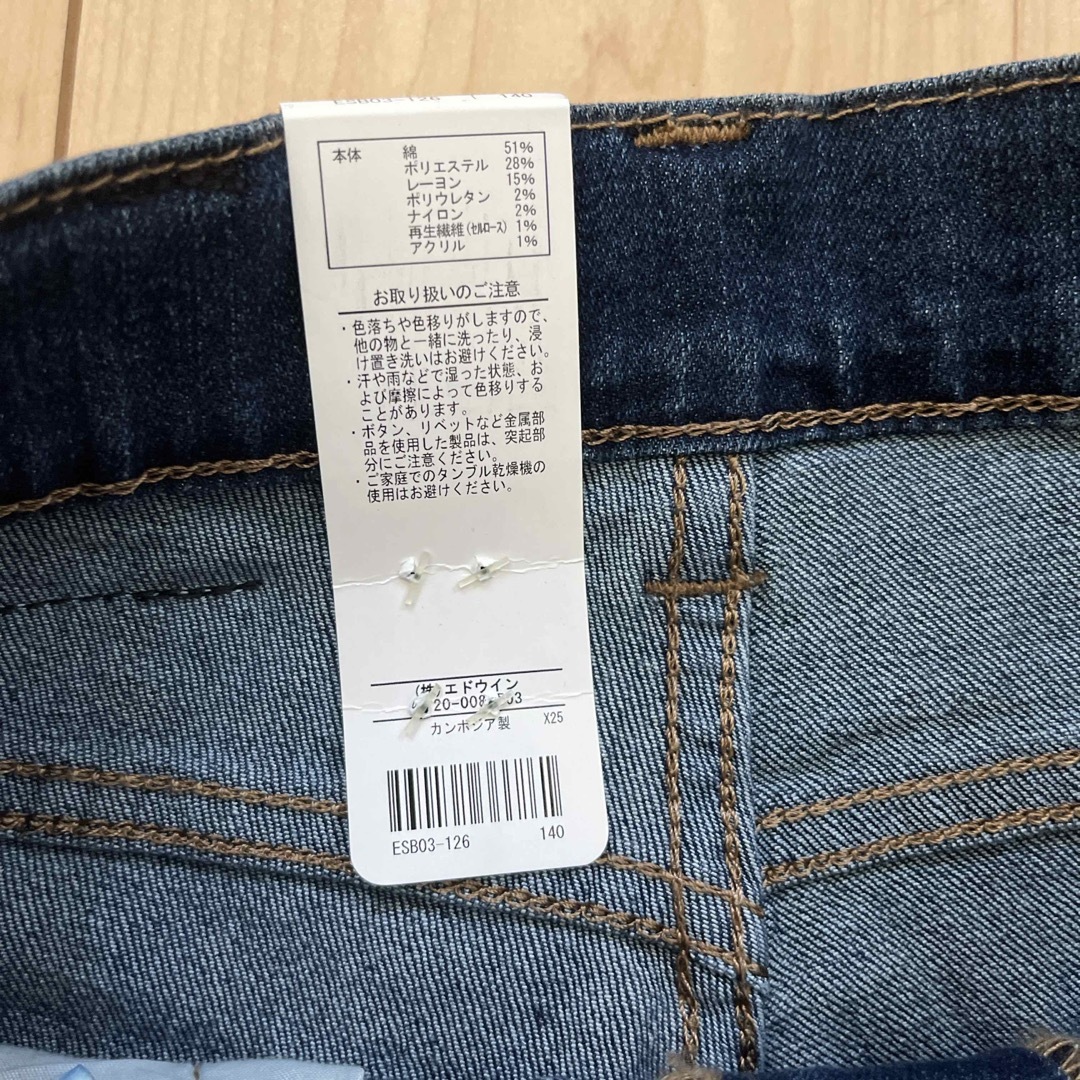 本体 綿 51%
ポリエステル 28%
レーヨン 15%
ポリウレタン 2%
ナイロン 2%
再生繊維(セルロース) 1%
アクリル 1%
お取り扱いのご注意
・色落ちや色移りがしますので、
他の物と一緒に洗ったり、浸
け置き洗いはお避けください。
・汗や雨などで湿った状態、お
よび摩擦によって色移りする
ことがあります。
・ボタン、リベットなど金属部
品を使用した製品は、突起部
分にご注意ください。
・ご家庭でのタンブル乾燥機の
使用はお避けください。
(株)エドウイン
カンボジア製 X25
ESB03-126 140